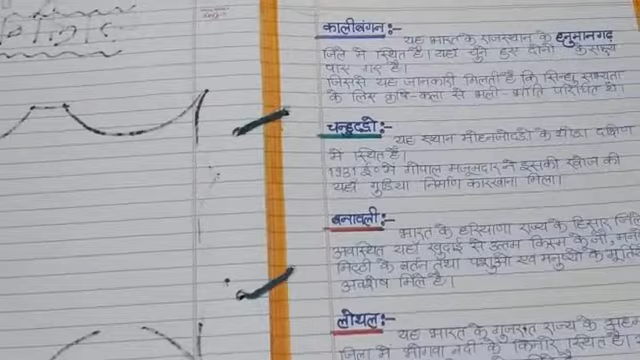 कालीबंगन:-
यह भारत के राजस्थान के हनुमानगढ़
जिले में स्थित है। यहाँ जुते हुए खेतों के साक्ष्य
पाए गए है।
जिससे यह जानकारी मिलती है कि सिन्धु सभ्यता
के लिए कृषि-कला से भली-भाँति परिचित थे।
चन्हुदड़ो:-
यह स्थान मोहनजोदड़ो के थोड़ा दक्षिण
में स्थित है।
1931 ई० में गोपाल मजूमदार ने इसकी खोज की
यहाँ गुडिया निर्माण कारखाना मिला।
बनावली:-
भारत के हरियाणा राज्य के हिसार
अवस्थित यहाँ खुदाई से उत्तम किस्म के जौ,
मिट्टी के बर्तन तथा पशुओं एवं मनुष्यों के
अवशेष मिले है।
लोथल:-
यह भारत के गुजरात राज्य के
जिला में भोगवा नदी के किनारे स्थित है।